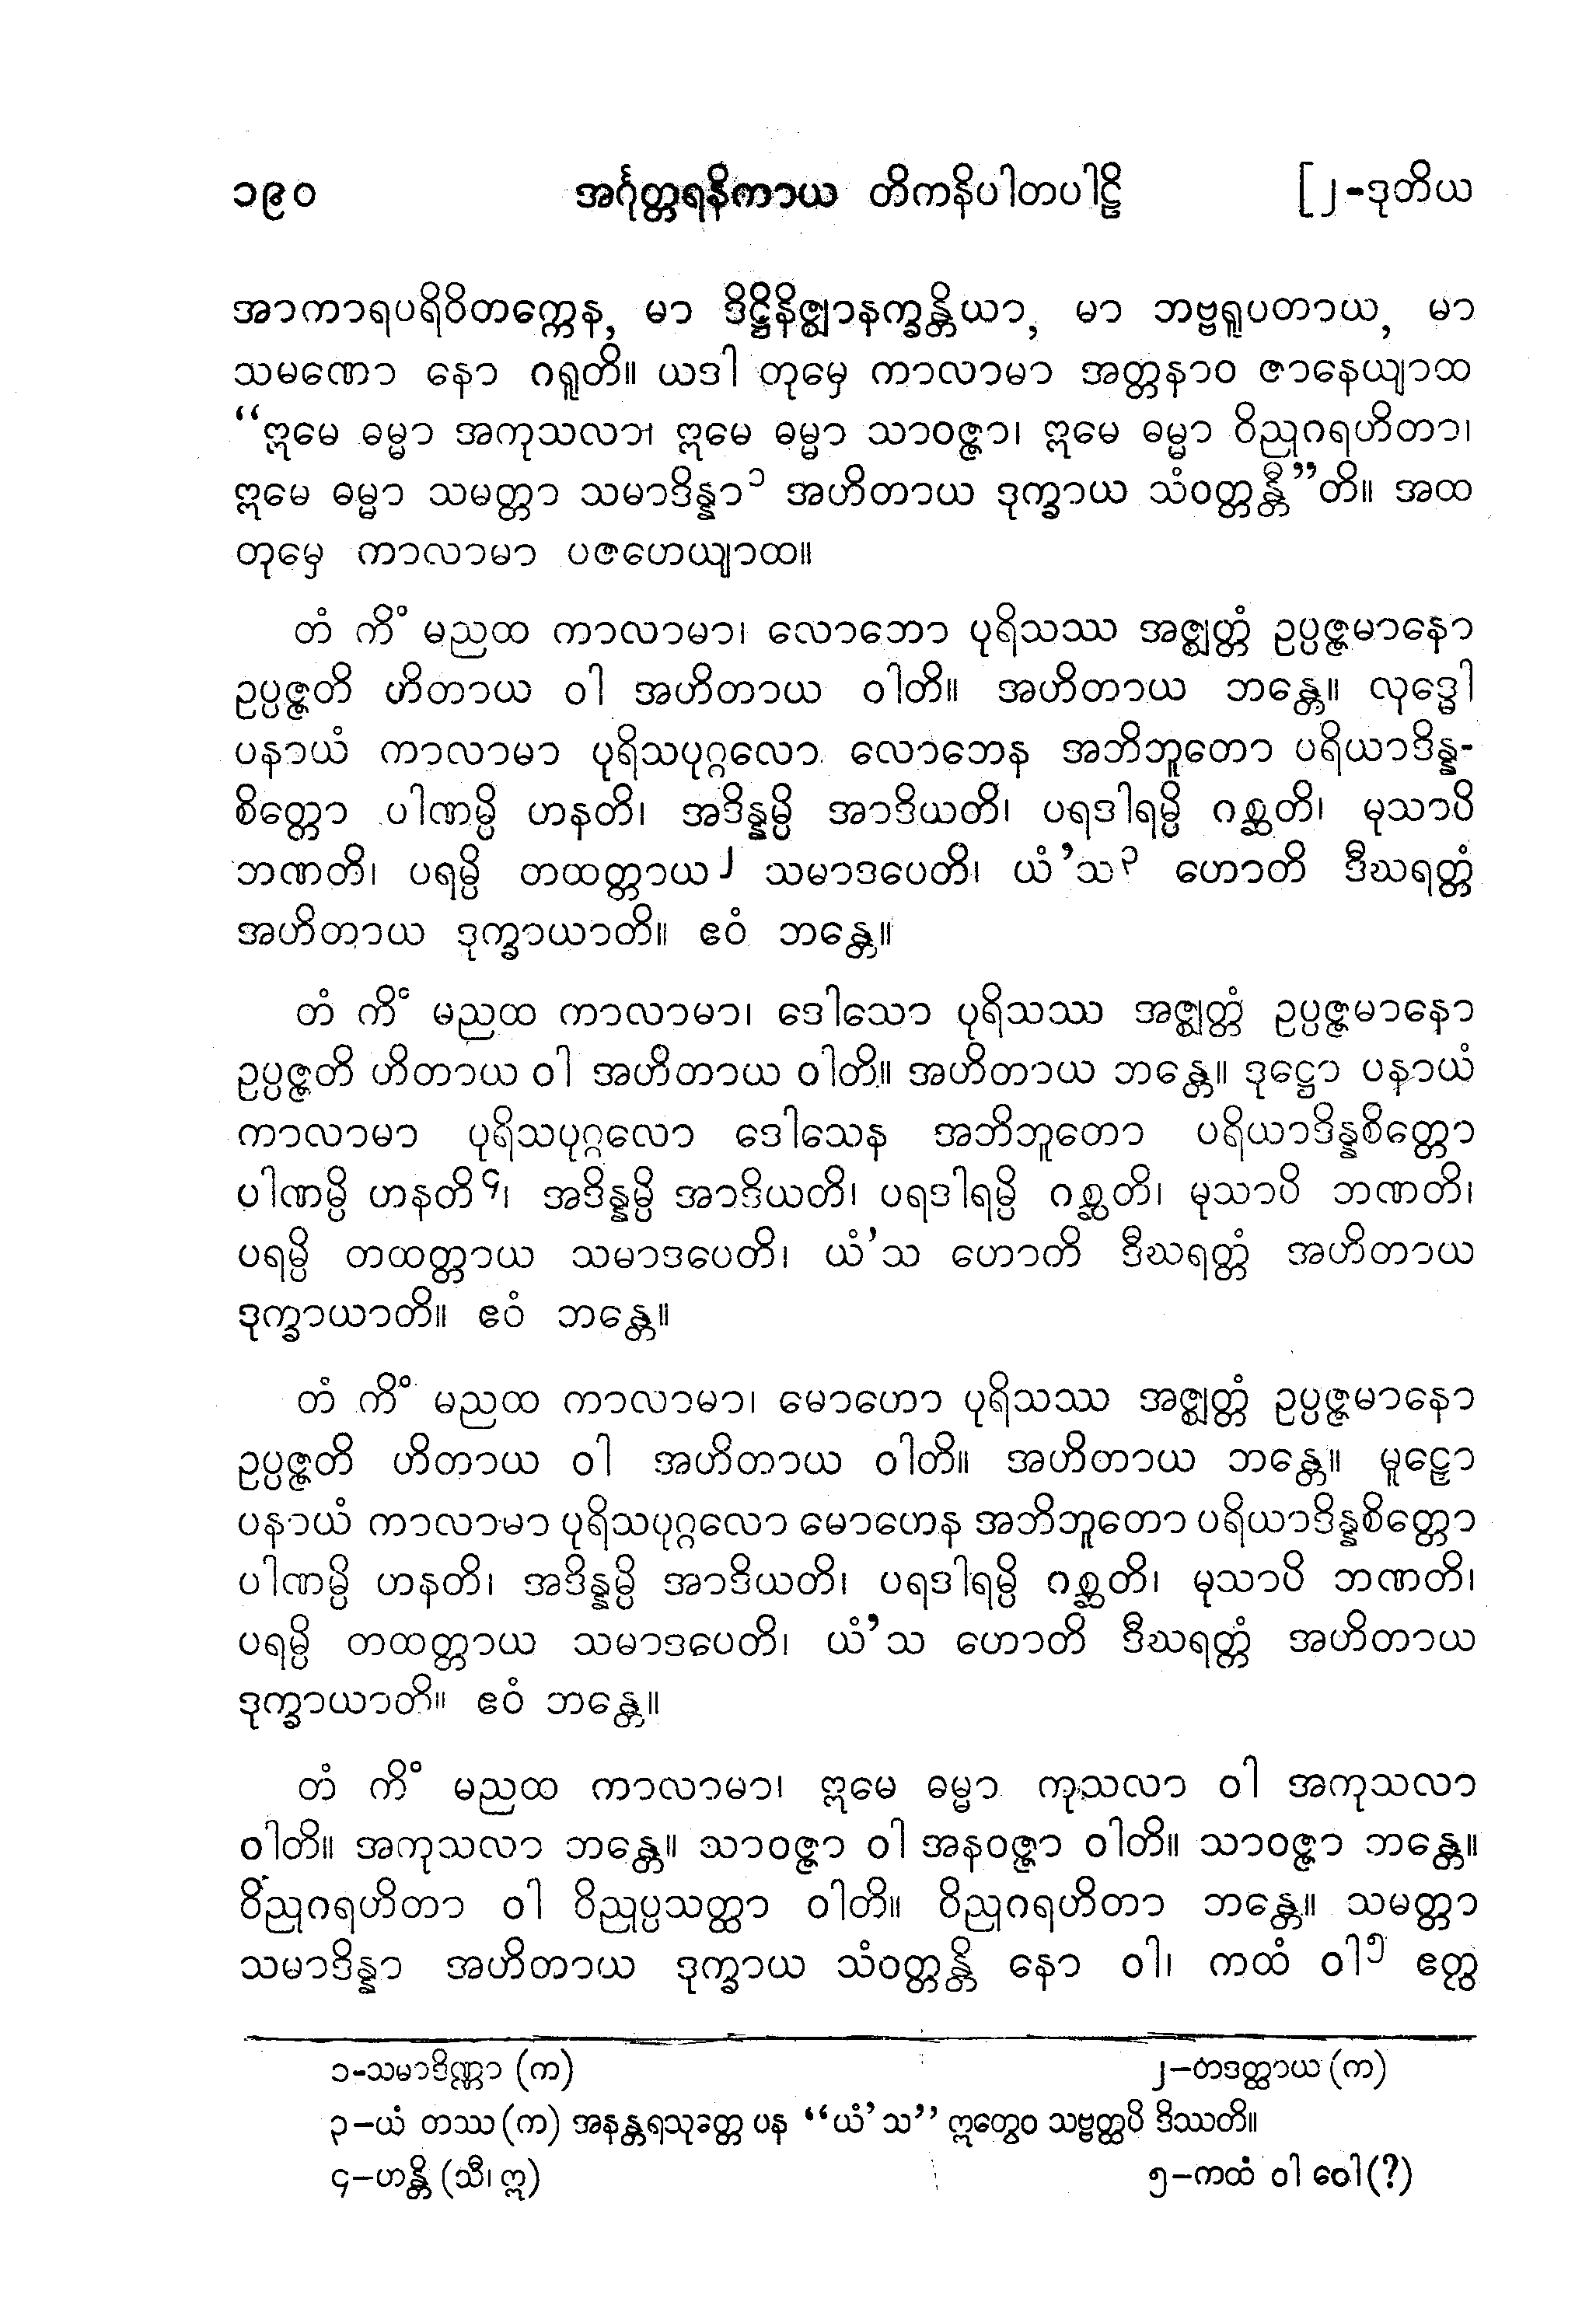 ၁၉၀ အင်္ဂုတ္တရနိကာယ တိကနိပါတပါဠိ [၂-ဒုတိယ
အာကာရပရိဝိတက္ကေန, မာ ဒိဋ္ဌိနိဇ္ဈာနက္ခန္တိယာ, မာ ဘဗ္ဗရူပတာယ, မာ
သမဏော နော ဂရူတိ။ ယဒါ တုမှေ ကာလာမာ အတ္တနာဝ ဇာနေယျာထ
“ဣမေ ဓမ္မာ အကုသလာ၊ ဣမေ ဓမ္မာ သာဝဇ္ဇာ၊ ဣမေ ဓမ္မာ ဝိညုဂရဟိတာ၊
ဣမေ ဓမ္မာ သမတ္တာ သမာဒိန္နာ၁ အဟိတာယ ဒုက္ခာယ သံဝတ္တန္တီ”တိ။ အထ
တုမှေ ကာလာမာ ပဇဟေယျာထ။
တံ ကိံ မညထ ကာလာမာ၊ လောဘော ပုရိသဿ အဇ္ဈတ္တံ ဥပ္ပဇ္ဇမာနော
ဥပ္ပဇ္ဇတိ ဟိတာယ ဝါ အဟိတာယ ဝါတိ။ အဟိတာယ ဘန္တေ။ လုဒ္ဓေါ
ပနာယံ ကာလာမာ ပုရိသပုဂ္ဂလော လောဘေန အဘိဘူတော ပရိယာဒိန္န-
စိတ္တော ပါဏမ္ပိ ဟနတိ၊ အဒိန္နမ္ပိ အာဒိယတိ၊ ပရဒါရမ္ပိ ဂစ္ဆတိ၊ မုသာပိ
ဘဏတိ၊ ပရမ္ပိ တထတ္တာယ၂ သမာဒပေတိ၊ ယံ’သ၃ ဟောတိ ဒီဃရတ္တံ
အဟိတာယ ဒုက္ခာယာတိ။ ဧဝံ ဘန္တေ။
တံ ကိံ မညထ ကာလာမာ၊ ဒေါသော ပုရိသဿ အဇ္ဈတ္တံ ဥပ္ပဇ္ဇမာနော
ဥပ္ပဇ္ဇတိ ဟိတာယ ဝါ အဟိတာယ ဝါတိ။ အဟိတာယ ဘန္တေ။ ဒုဋ္ဌော ပနာယံ
ကာလာမာ ပုရိသပုဂ္ဂလော ဒေါသေန အဘိဘူတော ပရိယာဒိန္နစိတ္တော
ပါဏမ္ပိ ဟနတိ၄၊ အဒိန္နမ္ပိ အာဒိယတိ၊ ပရဒါရမ္ပိ ဂစ္ဆတိ၊ မုသာပိ ဘဏတိ၊
ပရမ္ပိ တထတ္တာယ သမာဒပေတိ၊ ယံ’သ ဟောတိ ဒီဃရတ္တံ အဟိတာယ
ဒုက္ခာယာတိ။ ဧဝံ ဘန္တေ။
တံ ကိံ မညထ ကာလာမာ၊ မောဟော ပုရိသဿ အဇ္ဈတ္တံ ဥပ္ပဇ္ဇမာနော
ဥပ္ပဇ္ဇတိ ဟိတာယ ဝါ အဟိတာယ ဝါတိ။ အဟိတာယ ဘန္တေ။ မူဠှော
ပနာယံ ကာလာမာ ပုရိသပုဂ္ဂလော မောဟေန အဘိဘူတော ပရိယာဒိန္နစိတ္တော
ပါဏမ္ပိ ဟနတိ၊ အဒိန္နမ္ပိ အာဒိယတိ၊ ပရဒါရမ္ပိ ဂစ္ဆတိ၊ မုသာပိ ဘဏတိ၊
ပရမ္ပိ တထတ္တာယ သမာဒပေတိ၊ ယံ’သ ဟောတိ ဒီဃရတ္တံ အဟိတာယ
ဒုက္ခာယာတိ။ ဧဝံ ဘန္တေ။
တံ ကိံ မညထ ကာလာမာ၊ ဣမေ ဓမ္မာ ကုသလာ ဝါ အကုသလာ
ဝါတိ။ အကုသလာ ဘန္တေ။ သာဝဇ္ဇာ ဝါ အနဝဇ္ဇာ ဝါတိ။ သာဝဇ္ဇာ ဘန္တေ။
ဝိညုဂရဟိတာ ဝါ ဝိညုပ္ပသတ္ထာ ဝါတိ။ ဝိညုဂရဟိတာ ဘန္တေ။ သမတ္တာ
သမာဒိန္နာ အဟိတာယ ဒုက္ခာယ သံဝတ္တန္တိ နော ဝါ၊ ကထံ ဝါ၅ ဧတ္ထ
၁-သမာဒိဏ္ဏာ (က) ၂-တဒတ္ထာယ (က)
၃-ယံ တဿ (က) အနန္တရသုတ္တေ ပန “ယံ’သ” ဣတွေဝ သဗ္ဗတ္ထပိ ဒိဿတိ။
၄-ဟန္တိ (သီ၊ ဣ) ၅-ကထံ ဝါ ဝေါ (?)